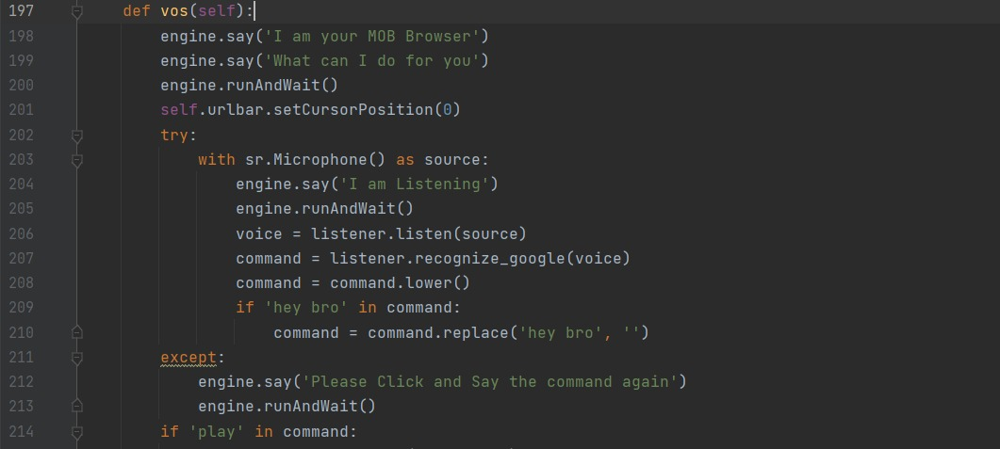 197 def vos(self):
198 engine.say('I am your MOB Browser')
199 engine.say('What can I do for you')
200 engine.runAndWait()
201 self.urlbar.setCursorPosition(0)
202 try:
203 with sr.Microphone() as source:
204 engine.say('I am Listening')
205 engine.runAndWait()
206 voice = listener.listen(source)
207 command = listener.recognize_google(voice)
208 command = command.lower()
209 if 'hey bro' in command:
210 command = command.replace('hey bro', '')
211 except:
212 engine.say('Please Click and Say the command again')
213 engine.runAndWait()
214 if 'play' in command: